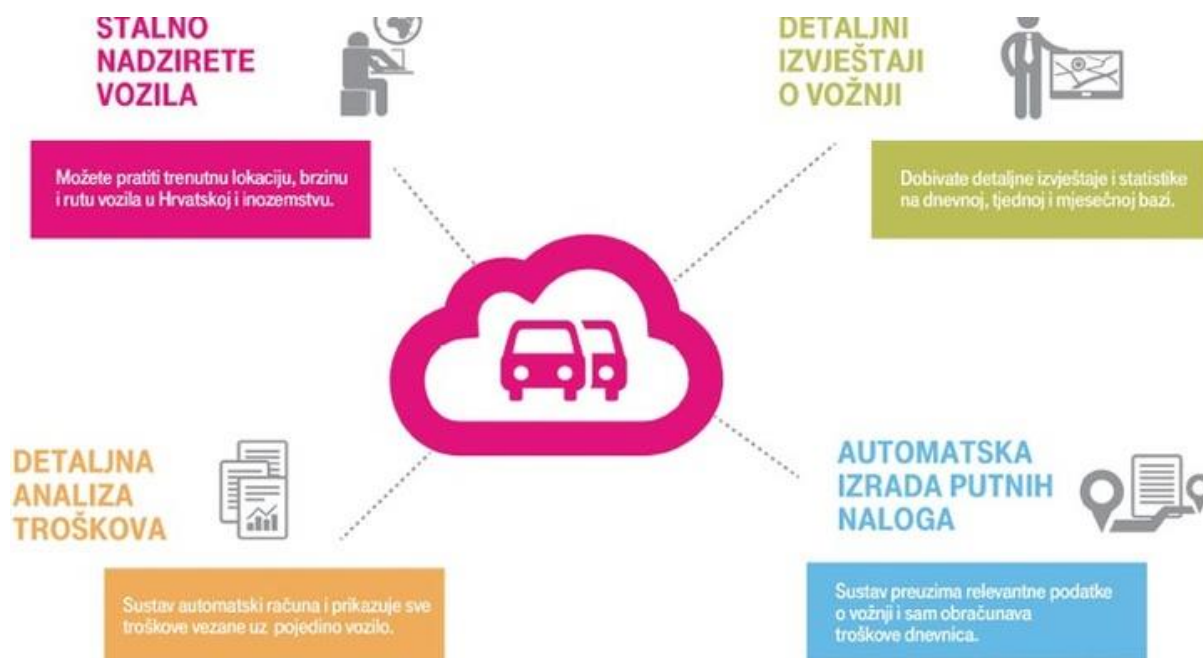 STALNO
NADZIRETE
VOZILA
Možete pratiti trenutnu lokaciju, brzinu
i rutu vozila u Hrvatskoj i inozemstvu.
DETALJNI
IZVJEŠTAJI
O VOŽNJI
Dobivate detaljne izvještaje i statistike
na dnevnoj, tjednoj i mjesečnoj bazi.
DETALJNA
ANALIZA
TROŠKOVA
Sustav automatski računa i prikazuje sve
troškove vezane uz pojedino vozilo.
AUTOMATSKA
IZRADA PUTNIH
NALOGA
Sustav preuzima relevantne podatke
o vožnji i sam obračunava
troškove dnevnica.